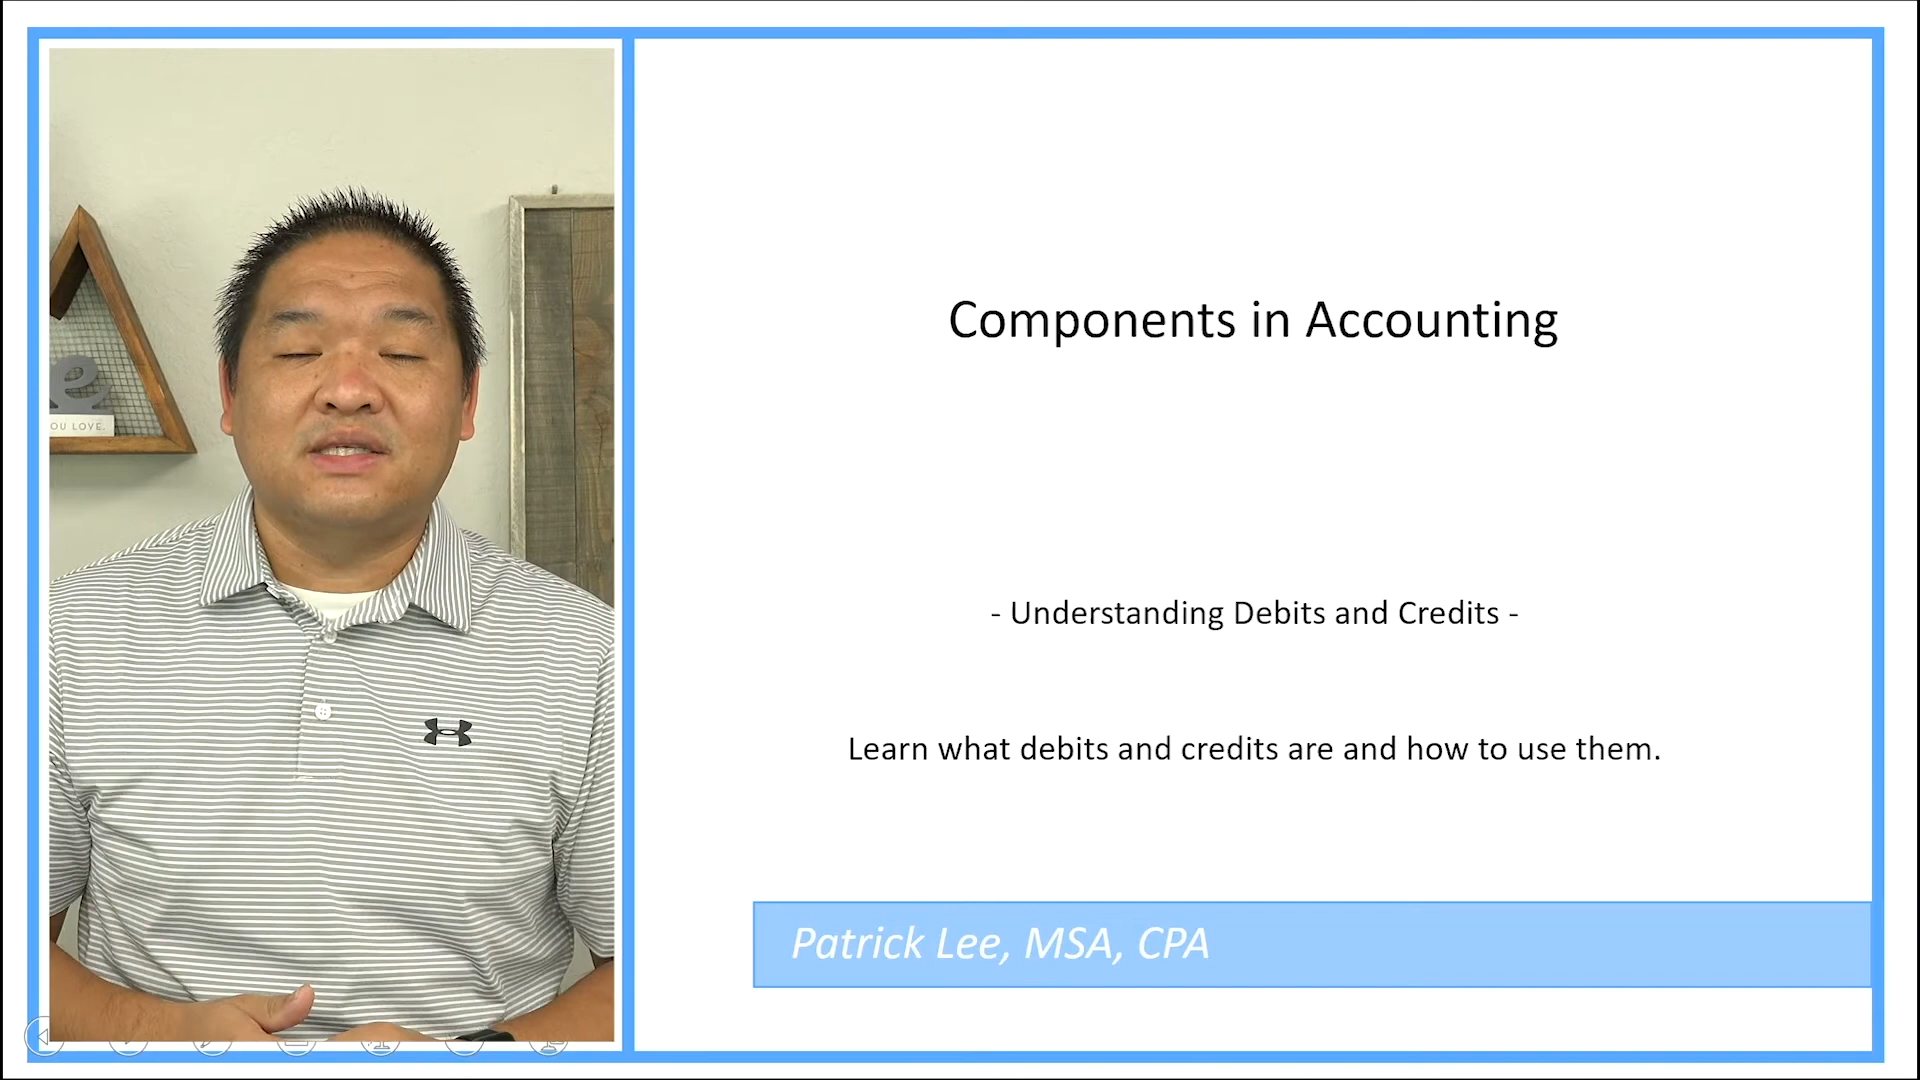 e
OU LOVE.
Components in Accounting
- Understanding Debits and Credits -
Learn what debits and credits are and how to use them.
Patrick Lee, MSA, CPA